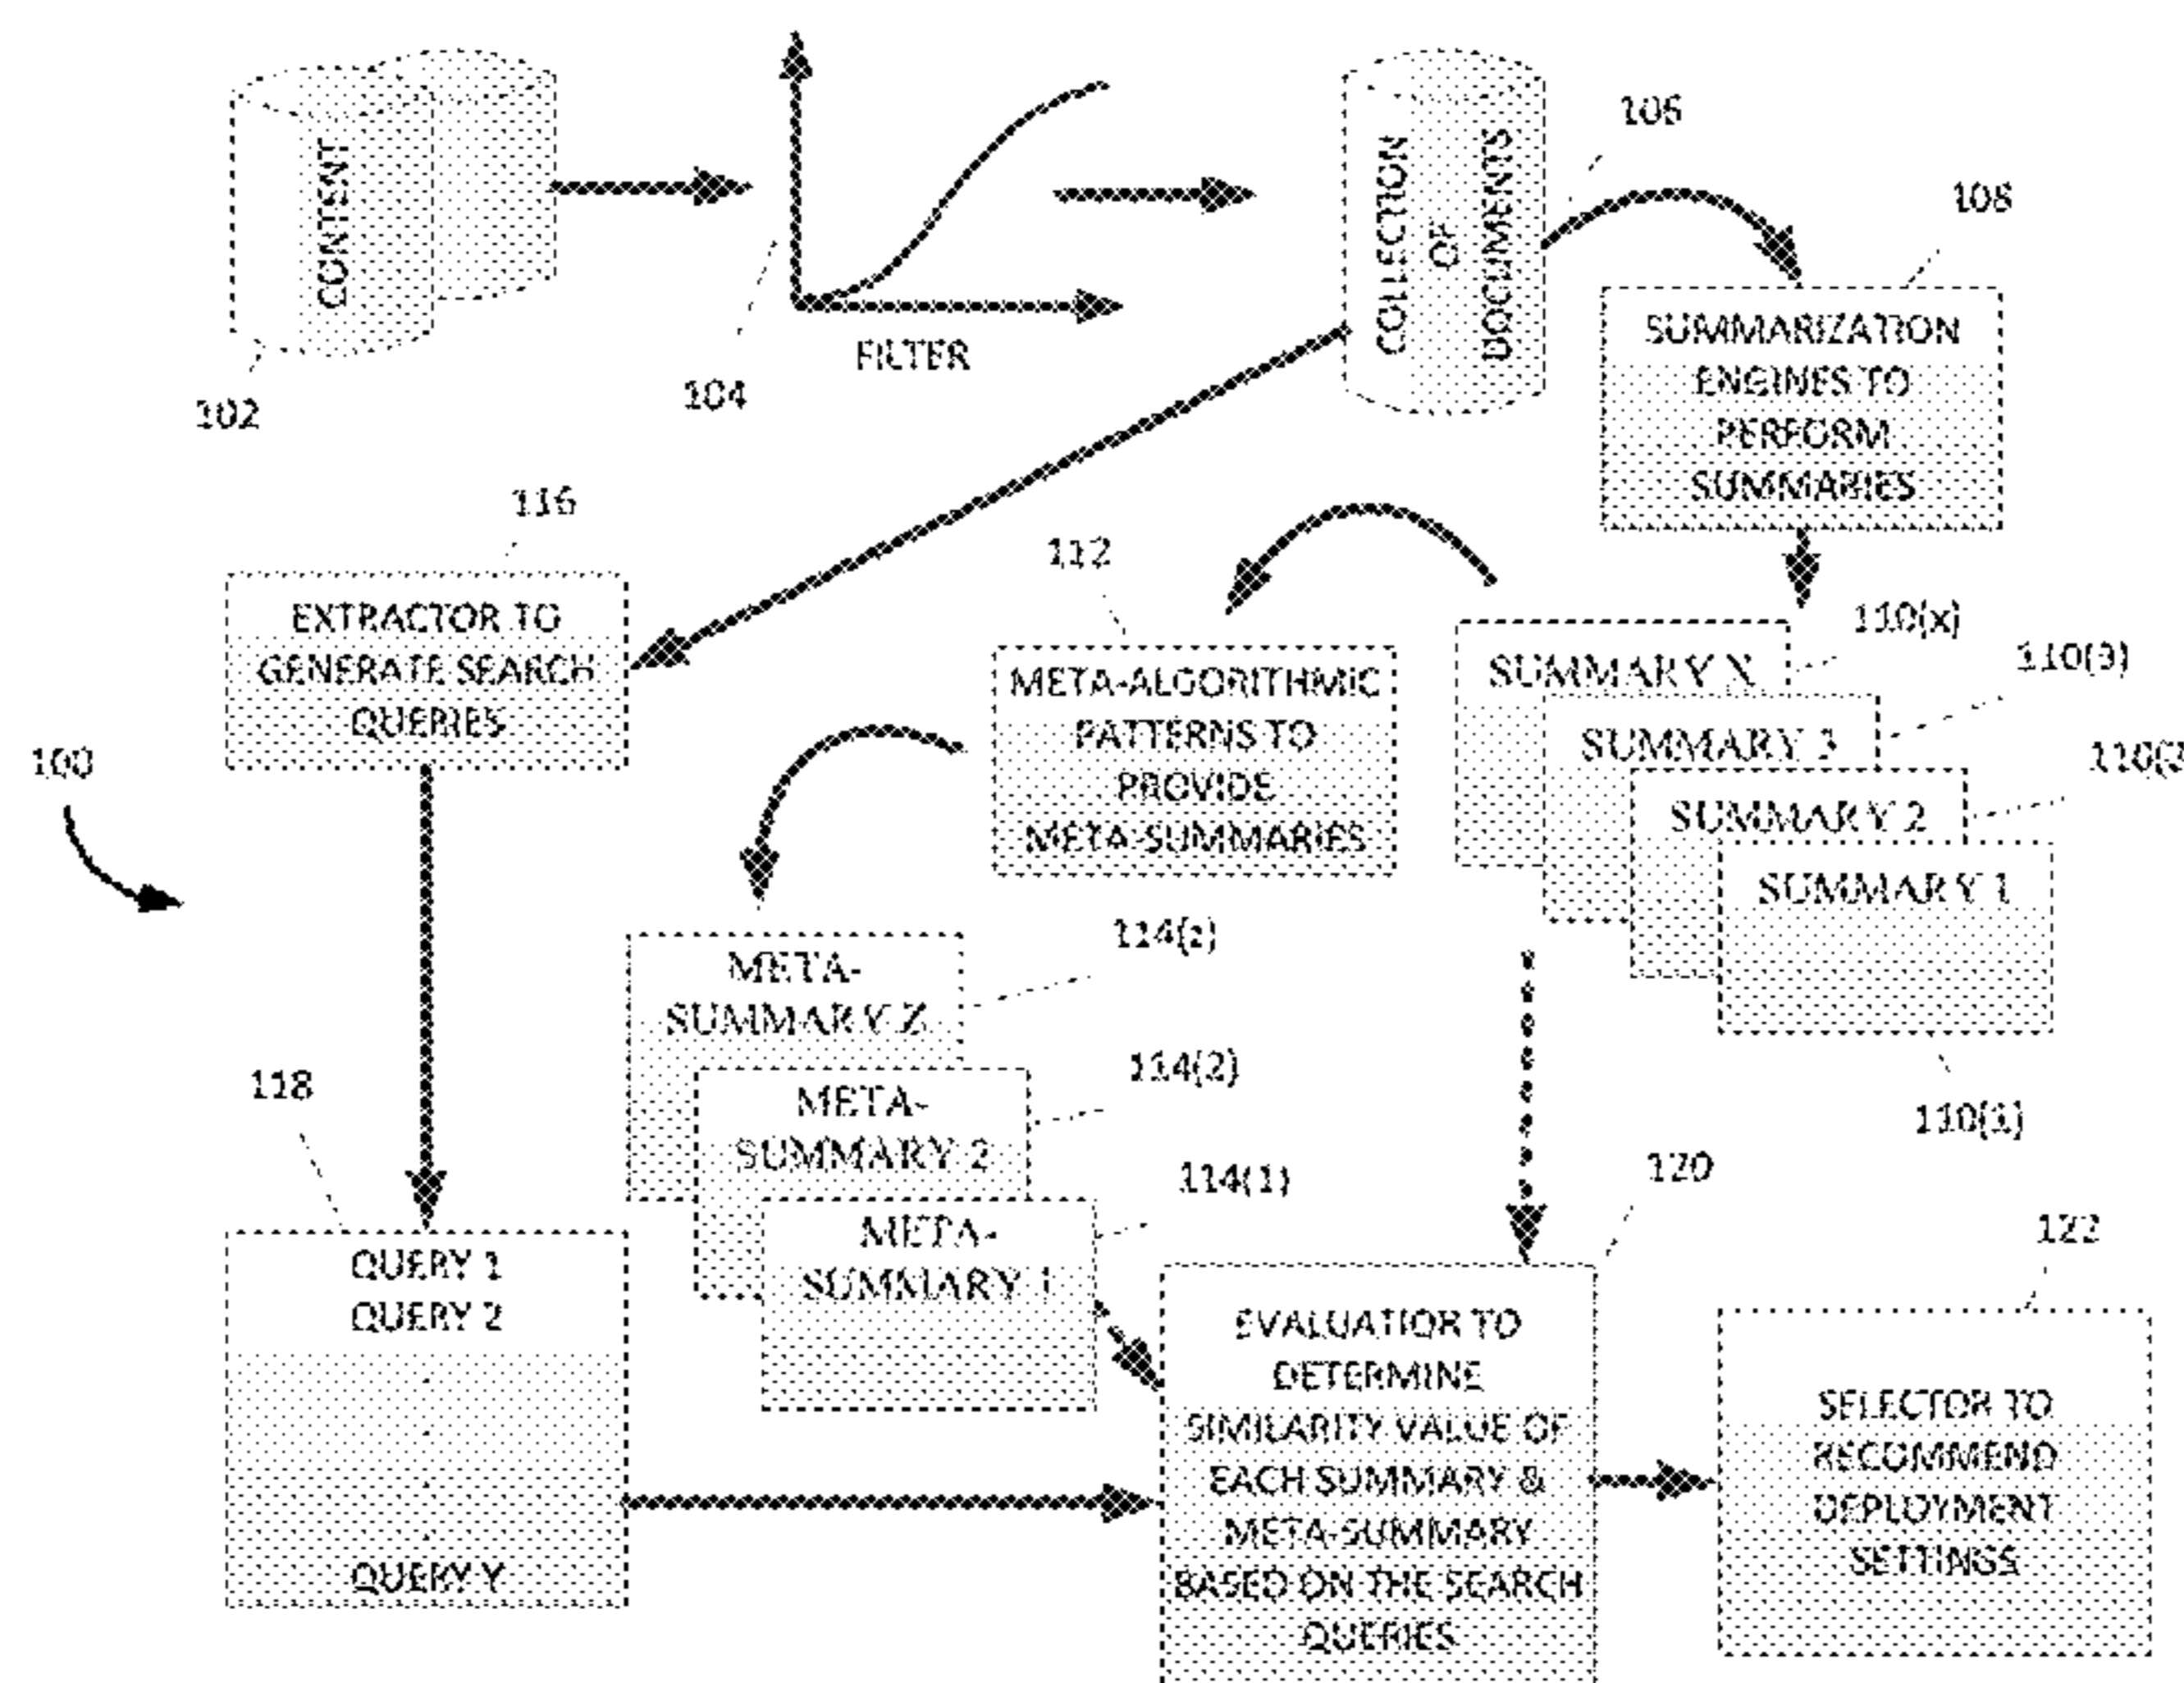 CONTENT
102
104
FILTER
COLLECTION
OF
DOCUMENTS
106
108
SUMMARIZATION
ENGINES TO
PERFORM
SUMMARIES
116
EXTRACTOR TO
GENERATE SEARCH
QUERIES
112
META-ALGORITHMIC
PATTERNS TO
PROVIDE
META-SUMMARIES
110(x)
SUMMARY X
110(3)
SUMMARY 3
SUMMARY 2
SUMMARY 1
110(1)
100
114(z)
META-
SUMMARY Z
114(2)
META-
SUMMARY 2
114(1)
META-
SUMMARY 1
118
QUERY 1
QUERY 2
QUERY Y
120
EVALUATIOR TO
DETERMINE
SIMILARITY VALUE OF
EACH SUMMARY &
META-SUMMARY
BASED ON THE SEARCH
QUERIES
122
SELECTOR TO
RECOMMEND
DEPLOYMENT
SETTINGS